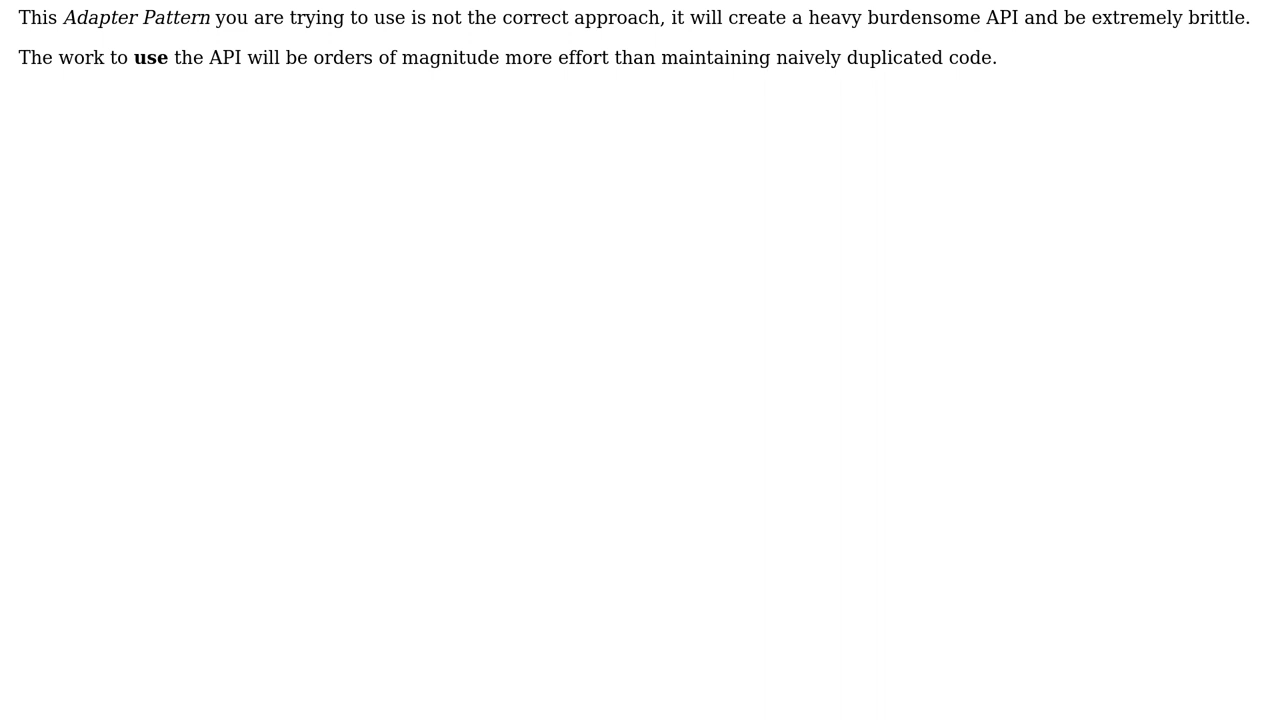 This Adapter Pattern you are trying to use is not the correct approach, it will create a heavy burdensome API and be extremely brittle.
The work to use the API will be orders of magnitude more effort than maintaining naively duplicated code.